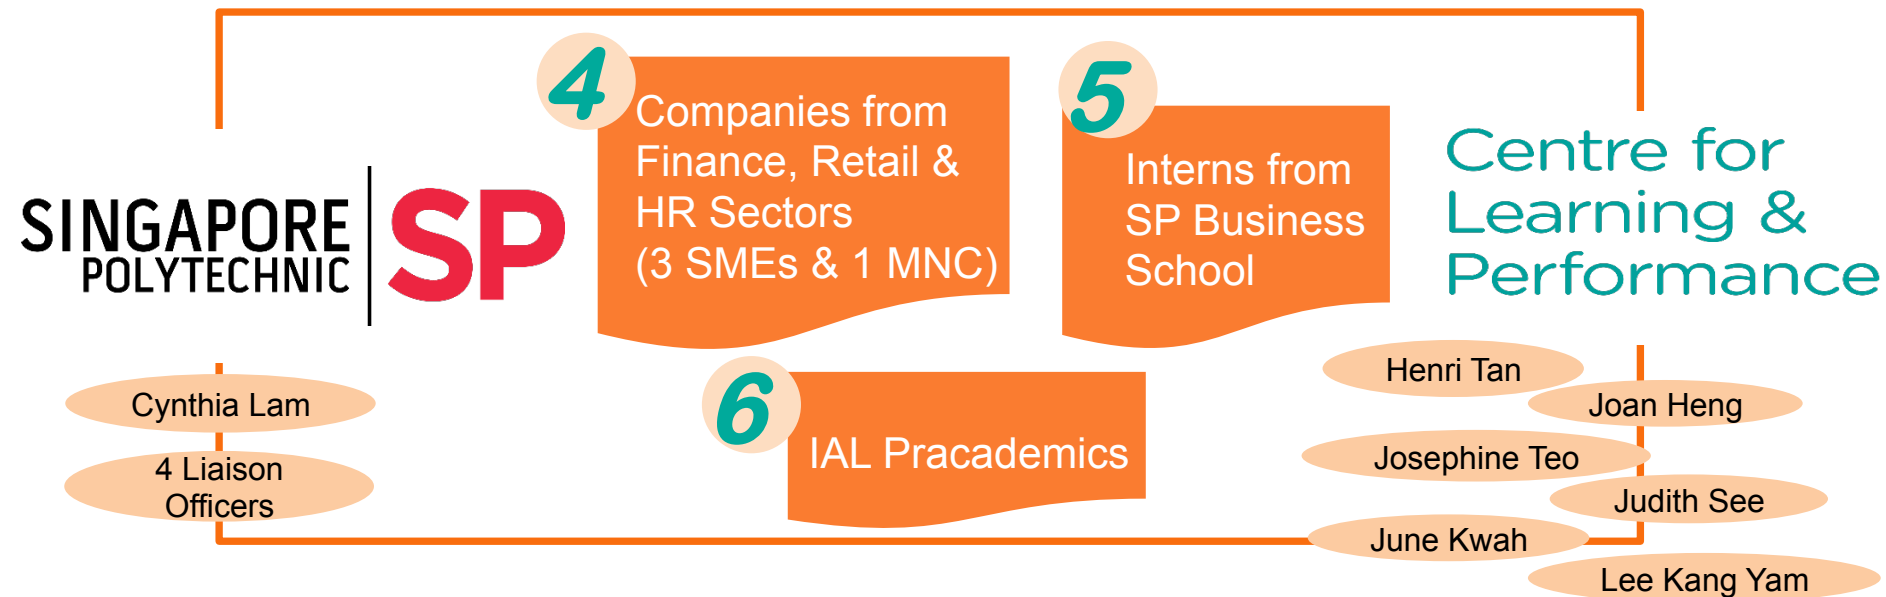 SINGAPORE
POLYTECHNIC
SP
4
Companies from
Finance, Retail &
HR Sectors
(3 SMEs & 1 MNC)
5
Interns from
SP Business
School
Centre for
Learning &
Performance
6
IAL Pracademics
Cynthia Lam
4 Liaison
Officers
Henri Tan
Joan Heng
Josephine Teo
Judith See
June Kwah
Lee Kang Yam